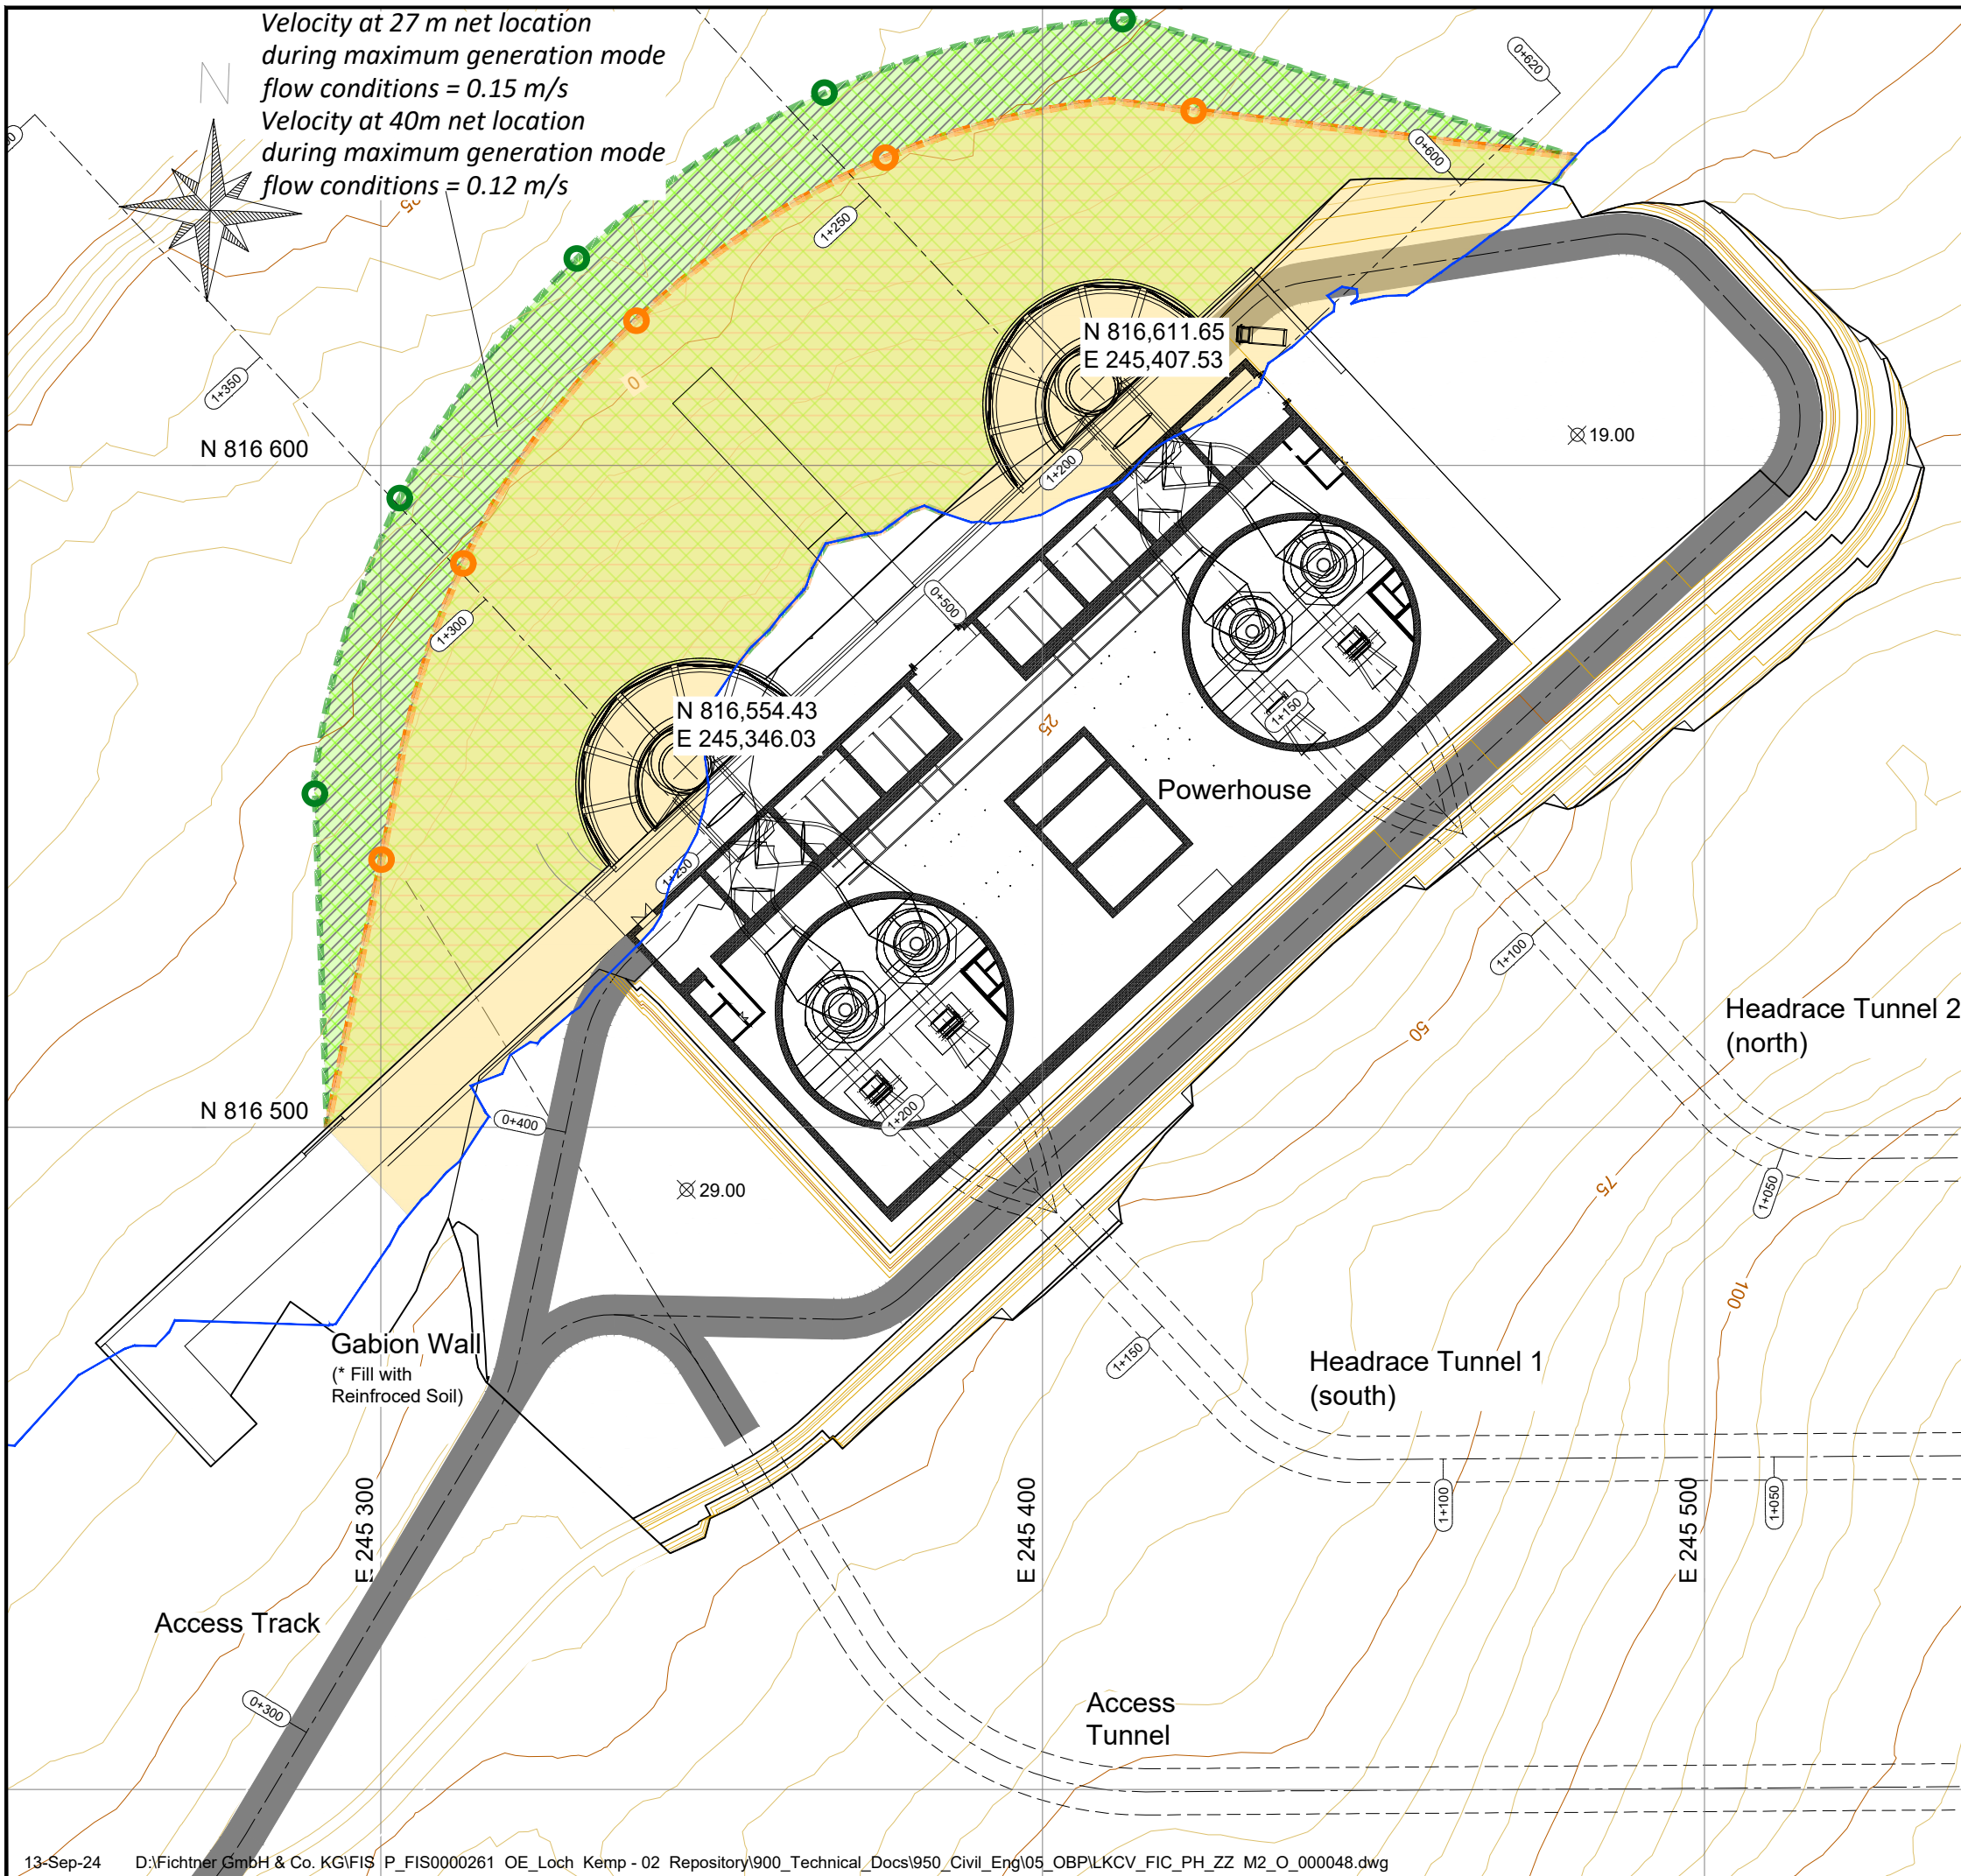 Velocity at 27 m net location
during maximum generation mode
flow conditions = 0.15 m/s
Velocity at 40m net location
during maximum generation mode
flow conditions = 0.12 m/s
N
0+620
0+600
1+250
1+350
N 816,611.65
E 245,407.53
0
N 816 600
19.00
1+200
1+300
0+500
N 816,554.43
E 245,346.03
25
1+150
Powerhouse
1+250
1+100
Headrace Tunnel 2
(north)
50
N 816 500
0+400
1+200
29.00
75
1+050
100
Gabion Wall
(* Fill with
Reinfroced Soil)
1+150
Headrace Tunnel 1
(south)
E 245 300
E 245 400
E 245 500
1+100
1+050
Access Track
0+300
Access
Tunnel
13-Sep-24 D:\Fichtner GmbH & Co. KG\FIS_P_FIS0000261_OE_Loch_Kemp - 02_Repository\900_Technical_Docs\950_Civil_Eng\05_OBP\LKCV_FIC_PH_ZZ_M2_O_000048.dwg